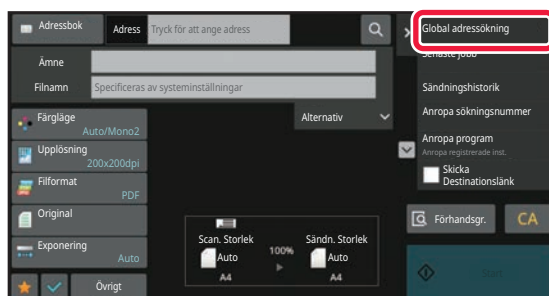 Adressbok
Adress
Tryck för att ange adress
Ämne
Filnamn
Specificeras av systeminställningar
Färgläge
Auto/Mono2
Upplösning
200x200dpi
Filformat
PDF
Original
Exponering
Auto
Övrigt
Alternativ
Scan. Storlek
Auto
A4
100%
Sändn. Storlek
Auto
A4
Global adressökning
Senaste jobb
Sändningshistorik
Anropa sökningsnummer
Anropa program
Anropa registrerade inst.
Skicka
Destinationslänk
Förhandsgr.
CA
Start